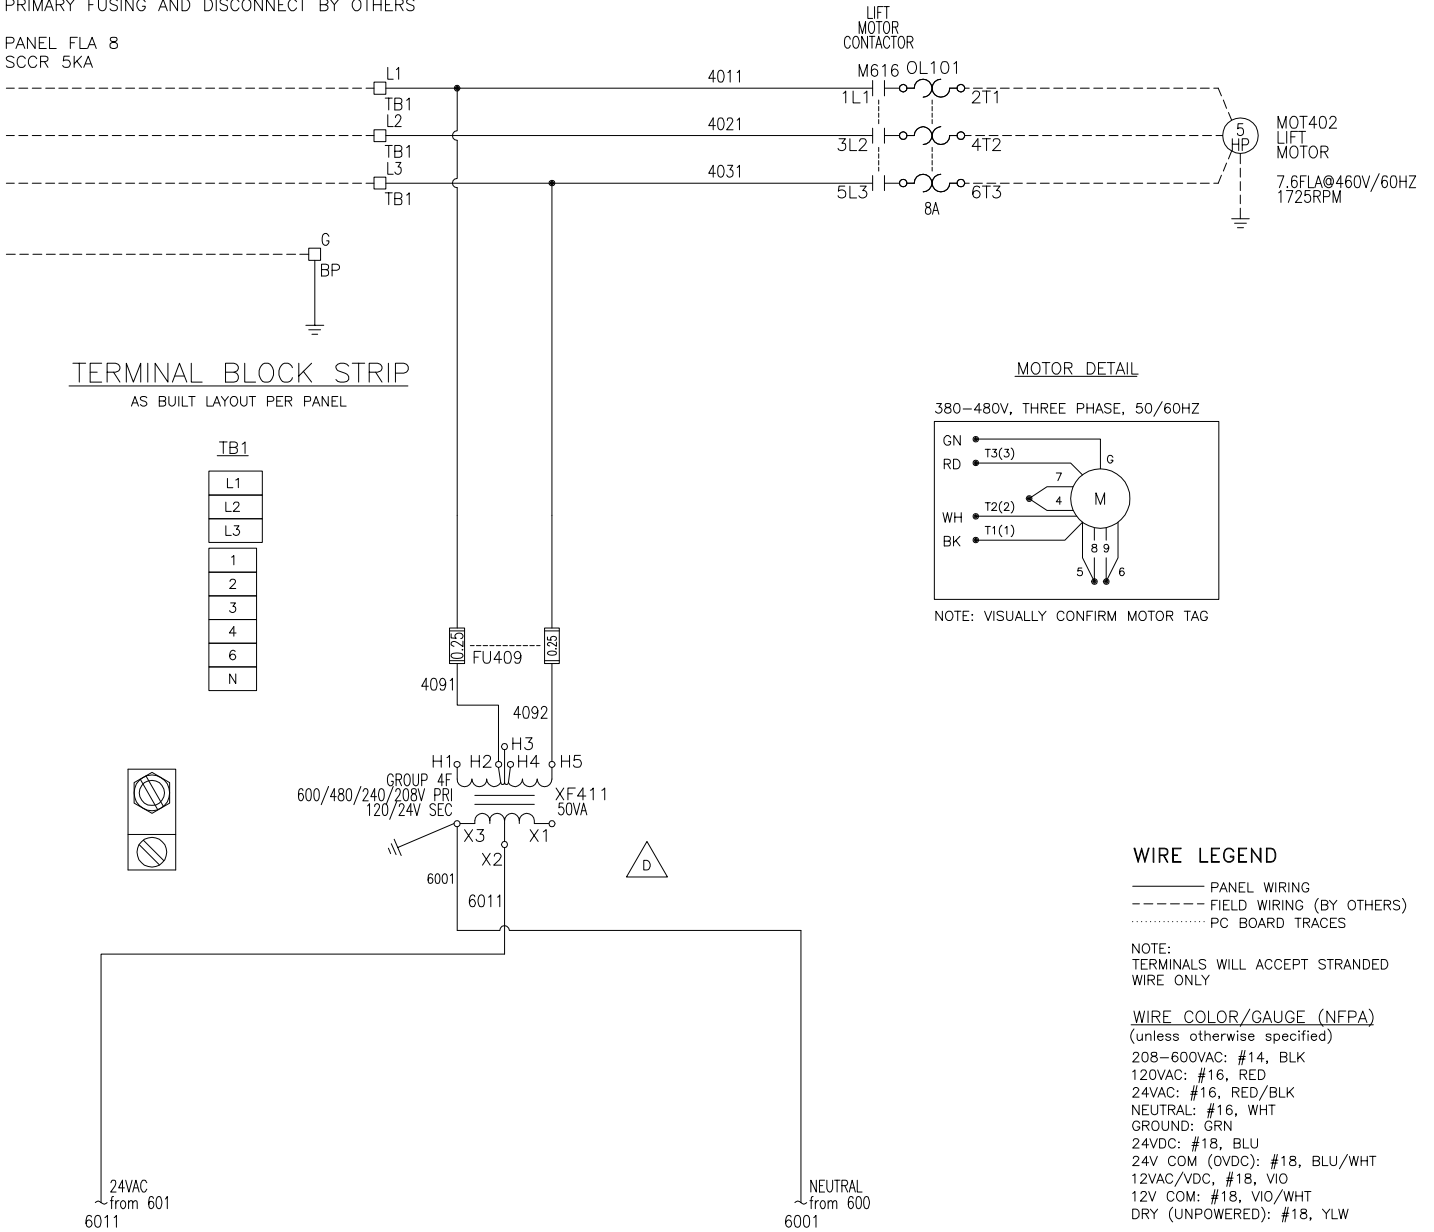 PRIMARY FUSING AND DISCONNECT BY OTHERS
PANEL FLA 8
SCCR 5KA
LIFT
MOTOR
CONTACTOR
L1
TB1
4011
M616
OL101
1L1
2T1
L2
TB1
4021
3L2
4T2
5
HP
MOT402
LIFT
MOTOR
L3
TB1
4031
5L3
6T3
8A
7.6FLA@460V/60HZ
1725RPM
G
BP
TERMINAL BLOCK STRIP
AS BUILT LAYOUT PER PANEL
TB1
L1
L2
L3
1
2
3
4
6
N
MOTOR DETAIL
380-480V, THREE PHASE, 50/60HZ
GN
RD
T3(3)
G
7
4
M
WH
T2(2)
BK
T1(1)
8 9
5
6
NOTE: VISUALLY CONFIRM MOTOR TAG
0.25
FU409
0.25
4091
4092
H3
H1
H2
H4
H5
GROUP 4F
600/480/240/208V PRI
120/24V SEC
XF411
50VA
X3
X1
X2
6001
6011
D
24VAC
from 601
6011
NEUTRAL
from 600
6001
WIRE LEGEND
PANEL WIRING
FIELD WIRING (BY OTHERS)
PC BOARD TRACES
NOTE:
TERMINALS WILL ACCEPT STRANDED
WIRE ONLY
WIRE COLOR/GAUGE (NFPA)
(unless otherwise specified)
208-600VAC: #14, BLK
120VAC: #16, RED
24VAC: #16, RED/BLK
NEUTRAL: #16, WHT
GROUND: GRN
24VDC: #18, BLU
24V COM (0VDC): #18, BLU/WHT
12VAC/VDC, #18, VIO
12V COM: #18, VIO/WHT
DRY (UNPOWERED): #18, YLW